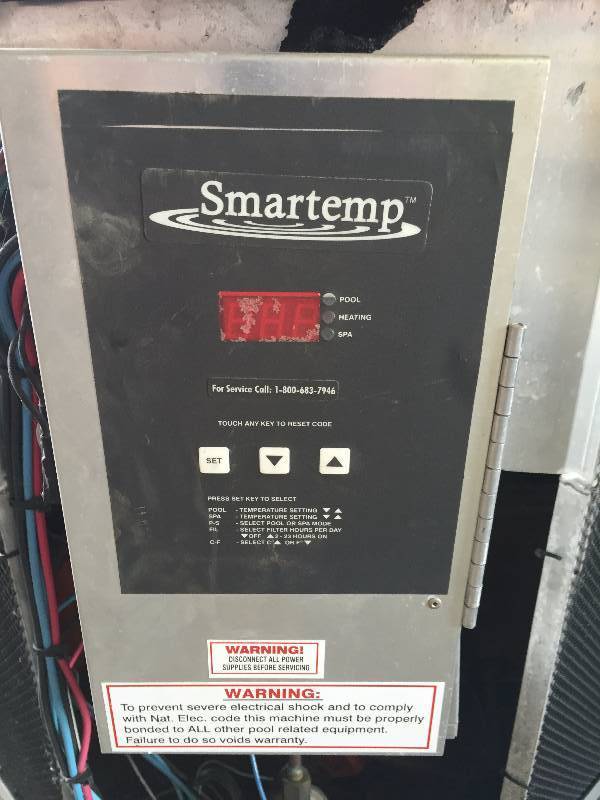 Smartemp™
POOL
HEATING
SPA
For Service Call: 1-800-683-7946
TOUCH ANY KEY TO RESET CODE
SET ▼ ▲
PRESS SET KEY TO SELECT
POOL - TEMPERATURE SETTING ▼ ▲
SPA - TEMPERATURE SETTING ▼ ▲
P-S - SELECT POOL OR SPA MODE
FIL - SELECT FILTER HOURS PER DAY
▼OFF ▲2 - 23 HOURS ON
C-F - SELECT C°▲ OR F°▼
WARNING!
DISCONNECT ALL POWER
SUPPLIES BEFORE SERVICING
WARNING:
To prevent severe electrical shock and to comply
with Nat. Elec. code this machine must be properly
bonded to ALL other pool related equipment.
Failure to do so voids warranty.